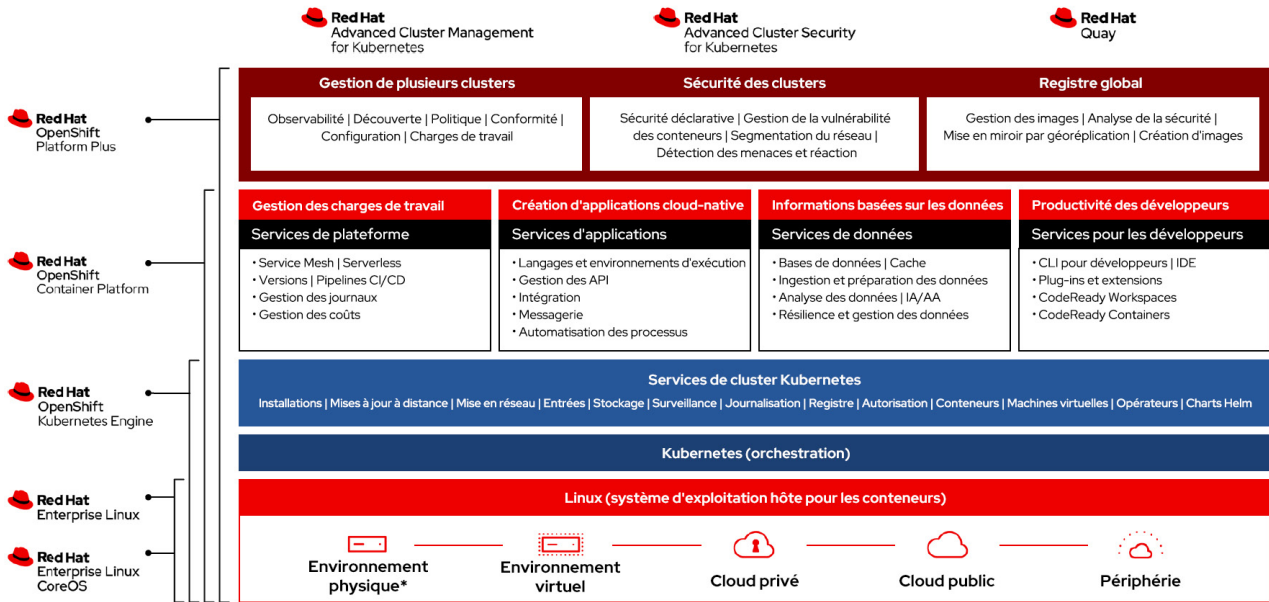 Red Hat
Advanced Cluster Management
for Kubernetes
Red Hat
Advanced Cluster Security
for Kubernetes
Red Hat
Quay
Red Hat
OpenShift
Platform Plus
Gestion de plusieurs clusters
Observabilité | Découverte | Politique | Conformité |
Configuration | Charges de travail
Sécurité des clusters
Sécurité déclarative | Gestion de la vulnérabilité
des conteneurs | Segmentation du réseau |
Détection des menaces et réaction
Registre global
Gestion des images | Analyse de la sécurité |
Mise en miroir par géoréplication | Création d'images
Red Hat
OpenShift
Container Platform
Gestion des charges de travail
Services de plateforme
• Service Mesh | Serverless
• Versions | Pipelines CI/CD
• Gestion des journaux
• Gestion des coûts
Création d'applications cloud-native
Services d'applications
• Langages et environnements d'exécution
• Gestion des API
• Intégration
• Messagerie
• Automatisation des processus
Informations basées sur les données
Services de données
• Bases de données | Cache
• Ingestion et préparation des données
• Analyse des données | IA/AA
• Résilience et gestion des données
Productivité des développeurs
Services pour les développeurs
• CLI pour développeurs | IDE
• Plug-ins et extensions
• CodeReady Workspaces
• CodeReady Containers
Red Hat
OpenShift
Kubernetes Engine
Services de cluster Kubernetes
Installations | Mises à jour à distance | Mise en réseau | Entrées | Stockage | Surveillance | Journalisation | Registre | Autorisation | Conteneurs | Machines virtuelles | Opérateurs | Charts Helm
Kubernetes (orchestration)
Red Hat
Enterprise Linux
Linux (système d'exploitation hôte pour les conteneurs)
Red Hat
Enterprise Linux
CoreOS
Environnement
physique*
Environnement
virtuel
Cloud privé
Cloud public
Périphérie